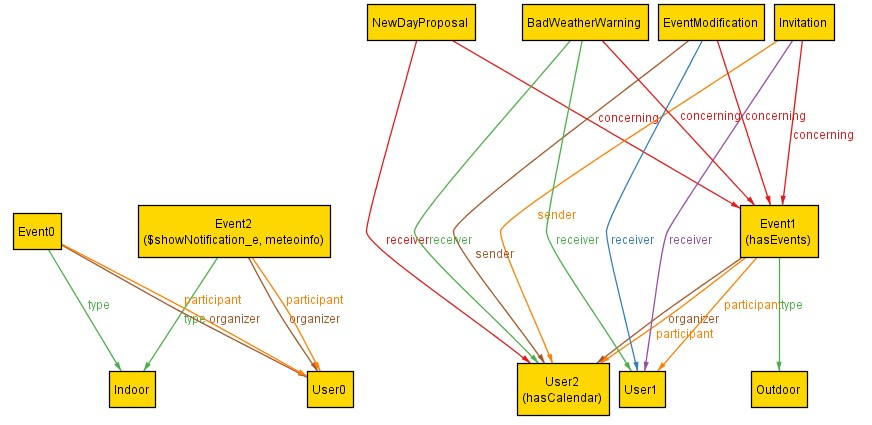 NewDayProposal
BadWeatherWarning
EventModification
Invitation
concerning
concerning
concerning
concerning
Event0
Event2
($showNotification_e, meteoinfo)
sender
Event1
(hasEvents)
receiver
receiver
sender
receiver
receiver
receiver
type
type
participant
organizer
participant
organizer
organizer
participant
participant
type
Indoor
User0
User2
(hasCalendar)
User1
Outdoor